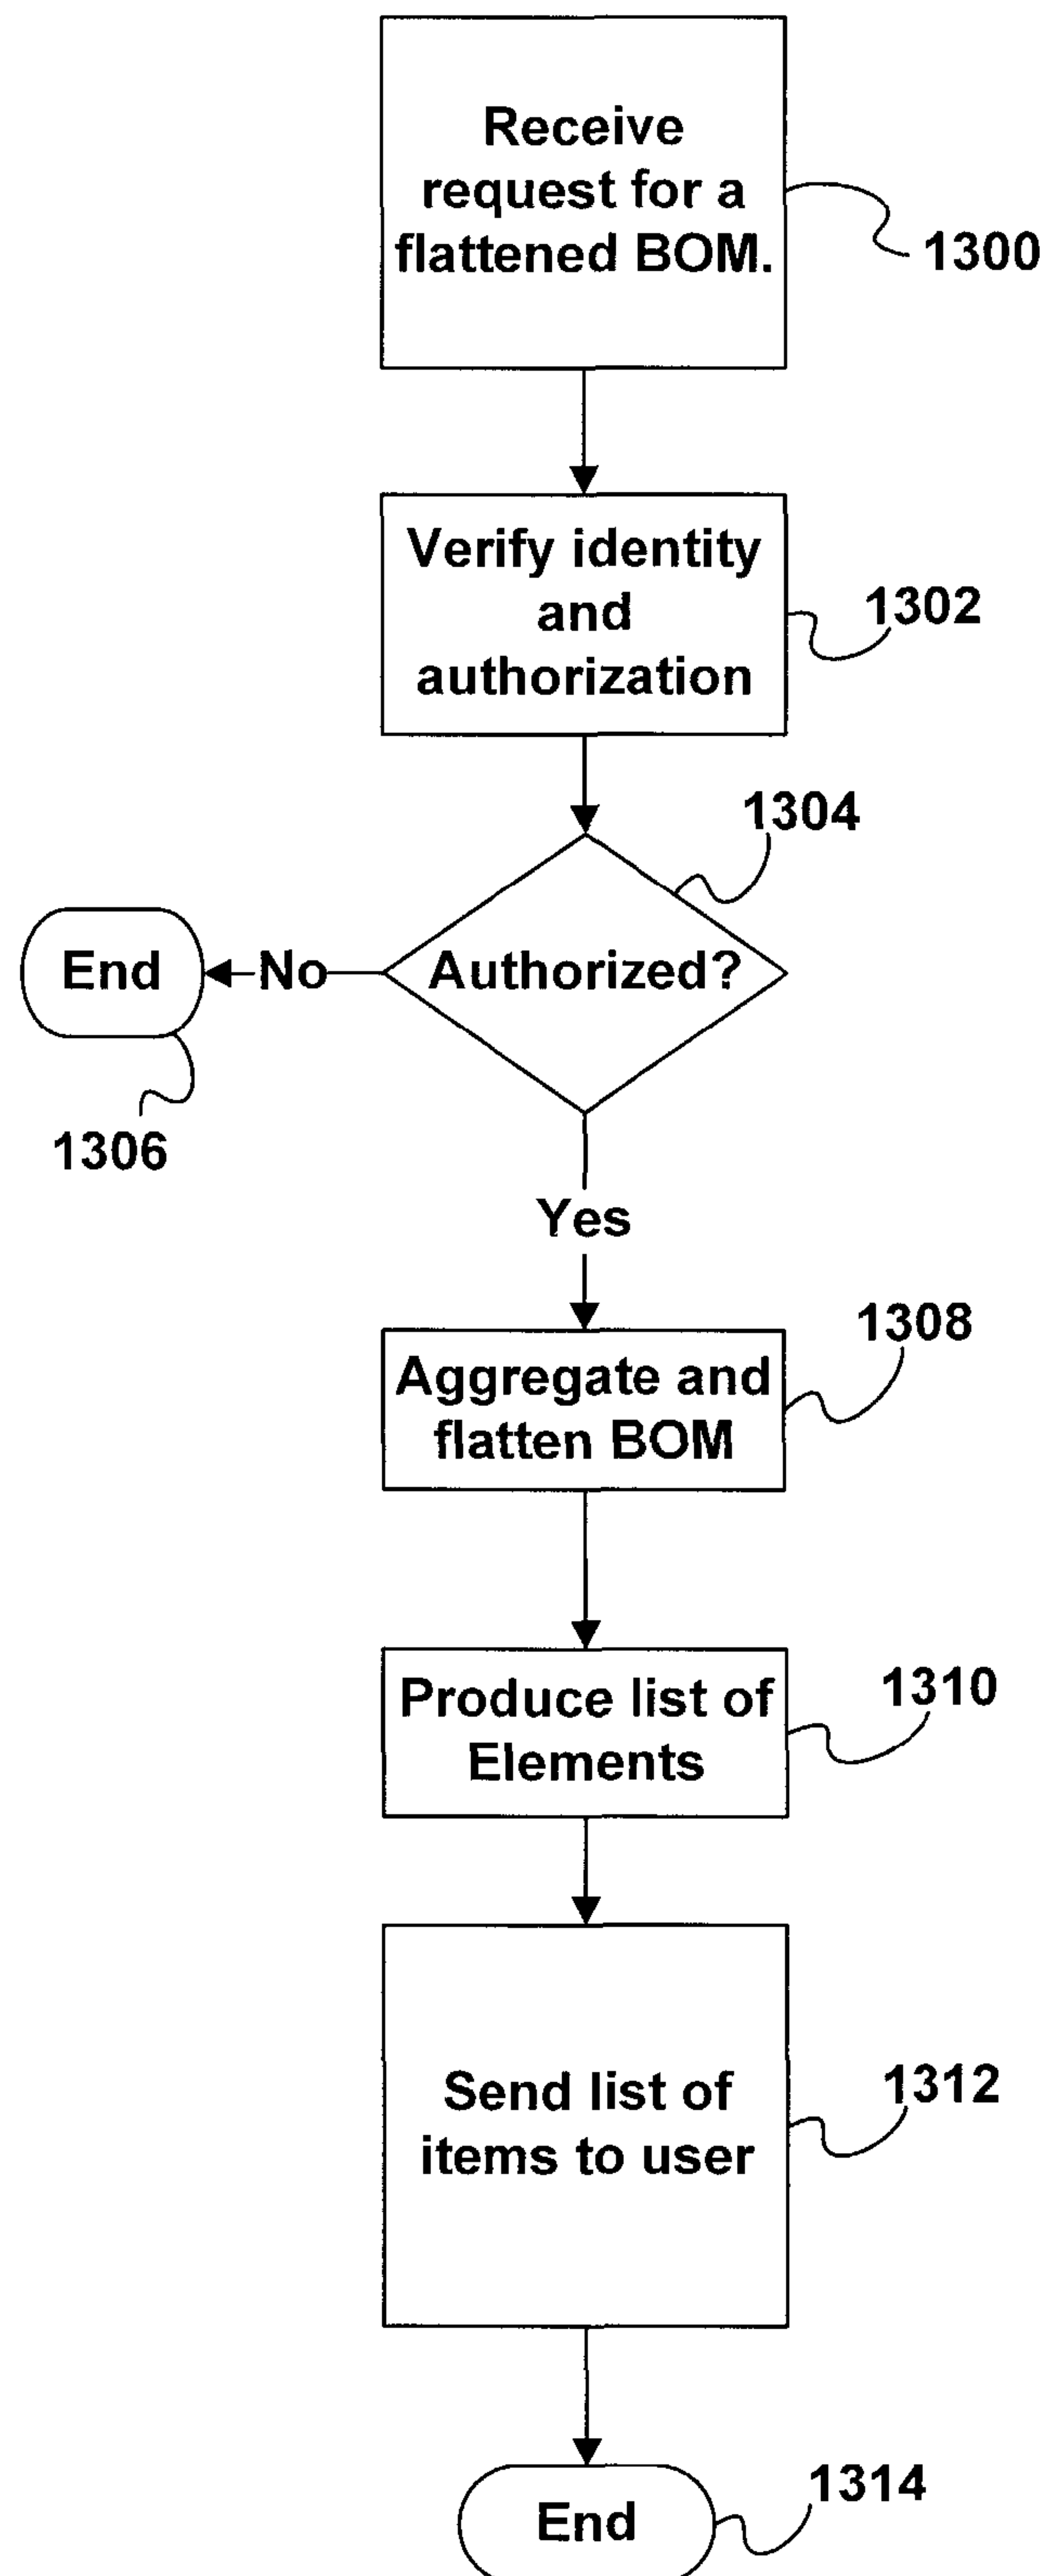 Receive
request for a
flattened BOM.
1300
Verify identity
and
authorization
1302
1304
Authorized?
No
End
1306
Yes
1308
Aggregate and
flatten BOM
1310
Produce list of
Elements
1312
Send list of
items to user
1314
End